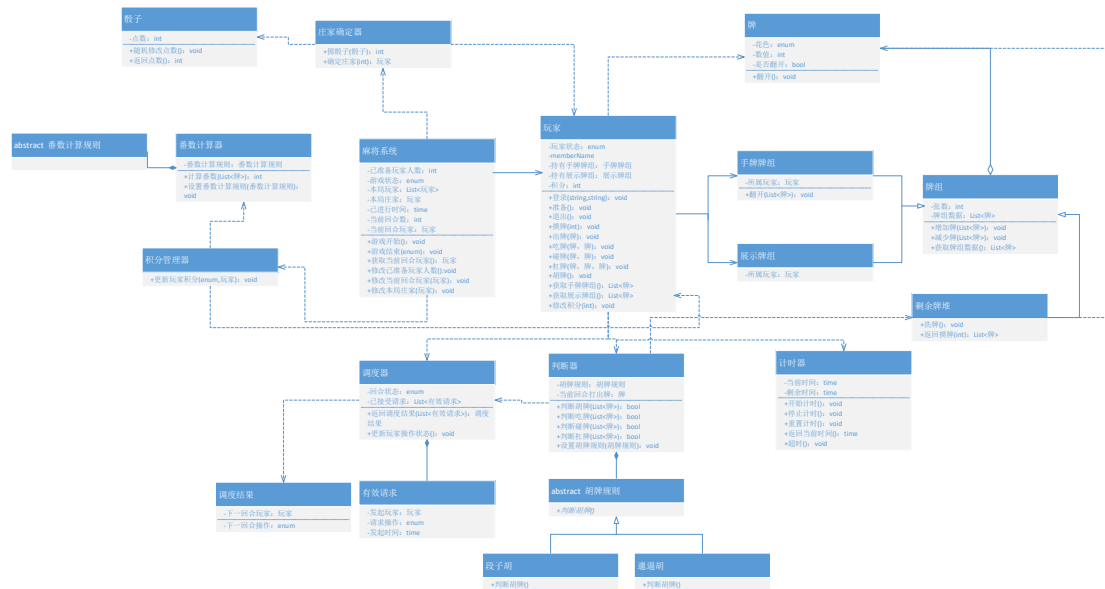 骰子
-点数：int
+随机修改点数()：void
+返回点数()：int
庄家确定器
+掷骰子(骰子)：int
+确定庄家(int)：玩家
牌
-花色：enum
-数值：int
-是否翻开：bool
+翻开()：void
abstract 番数计算规则
番数计算器
-番数计算规则：番数计算规则
+计算番数(List<牌>)：int
+设置番数计算规则(番数计算规则)：
void
麻将系统
-已准备玩家人数：int
-游戏状态：enum
-本局玩家：List<玩家>
-本局庄家：玩家
-已进行时间：time
-当前回合数：int
-当前回合玩家：玩家
+游戏开始()：void
+游戏结束(enum)：void
+获取当前回合玩家()：玩家
+修改已准备玩家人数():void
+修改当前回合玩家(玩家)：void
+修改本局庄家(玩家)：void
玩家
-玩家状态：enum
-memberName
-持有手牌牌组：手牌牌组
-持有展示牌组：展示牌组
-积分：int
+登录(string,string)：void
+准备()：void
+退出()：void
+摸牌(int)：void
+出牌(牌)：void
+吃牌(牌，牌)：void
+碰牌(牌，牌)：void
+杠牌(牌，牌，牌)：void
+胡牌()：void
+获取手牌牌组()：List<牌>
+获取展示牌组()：List<牌>
+修改积分(int)：void
手牌牌组
-所属玩家：玩家
+翻开(List<牌>)：void
展示牌组
-所属玩家：玩家
牌组
-张数：int
-牌组数据：List<牌>
+增加牌(List<牌>)：void
+减少牌(List<牌>)：void
+获取牌组数据()：List<牌>
积分管理器
+更新玩家积分(enum,玩家)：void
剩余牌堆
+洗牌()：void
+返回摸牌(int)：List<牌>
调度器
-回合状态：enum
-已接受请求：List<有效请求>
+返回调度结果(List<有效请求>)：调度
结果
+更新玩家操作状态()：void
判断器
-胡牌规则：胡牌规则
-当前回合打出牌：牌
+判断胡牌(List<牌>)：bool
+判断吃牌(List<牌>)：bool
+判断碰牌(List<牌>)：bool
+判断杠牌(List<牌>)：bool
+设置胡牌规则(胡牌规则)：void
计时器
-当前时间：time
-剩余时间：time
+开始计时()：void
+停止计时()：void
+重置计时()：void
+返回当前时间()：time
+超时()：void
调度结果
-下一回合玩家：玩家
-下一回合操作：enum
有效请求
-发起玩家：玩家
-请求操作：enum
-发起时间：time
abstract 胡牌规则
+判断胡牌()
段子胡
+判断胡牌()
邋遢胡
+判断胡牌()